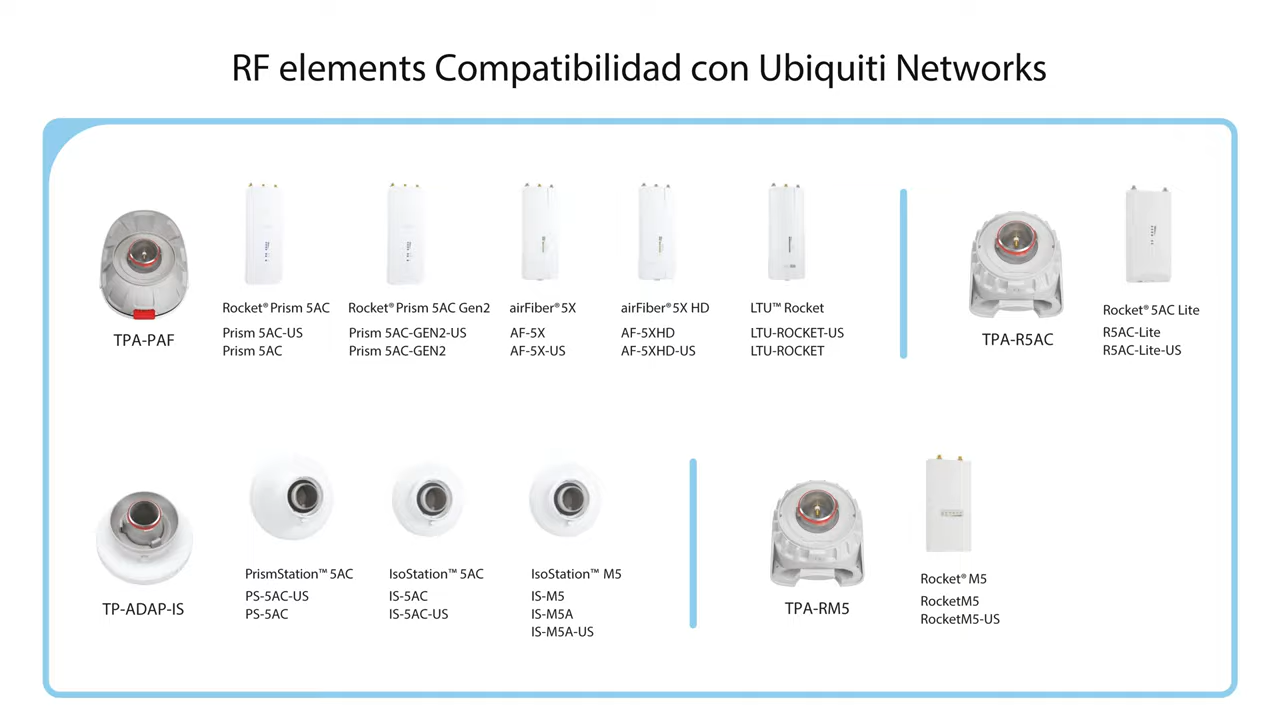 RF elements Compatibilidad con Ubiquiti Networks
TPA-PAF
Rocket® Prism 5AC
Prism 5AC-US
Prism 5AC
Rocket® Prism 5AC Gen2
Prism 5AC-GEN2-US
Prism 5AC-GEN2
airFiber® 5X
AF-5X
AF-5X-US
airFiber® 5X HD
AF-5XHD
AF-5XHD-US
LTU™ Rocket
LTU-ROCKET-US
LTU-ROCKET
TPA-R5AC
Rocket® 5AC Lite
R5AC-Lite
R5AC-Lite-US
TP-ADAP-IS
PrismStation™ 5AC
PS-5AC-US
PS-5AC
IsoStation™ 5AC
IS-5AC
IS-5AC-US
IsoStation™ M5
IS-M5
IS-M5A
IS-M5A-US
TPA-RM5
Rocket® M5
RocketM5
RocketM5-US